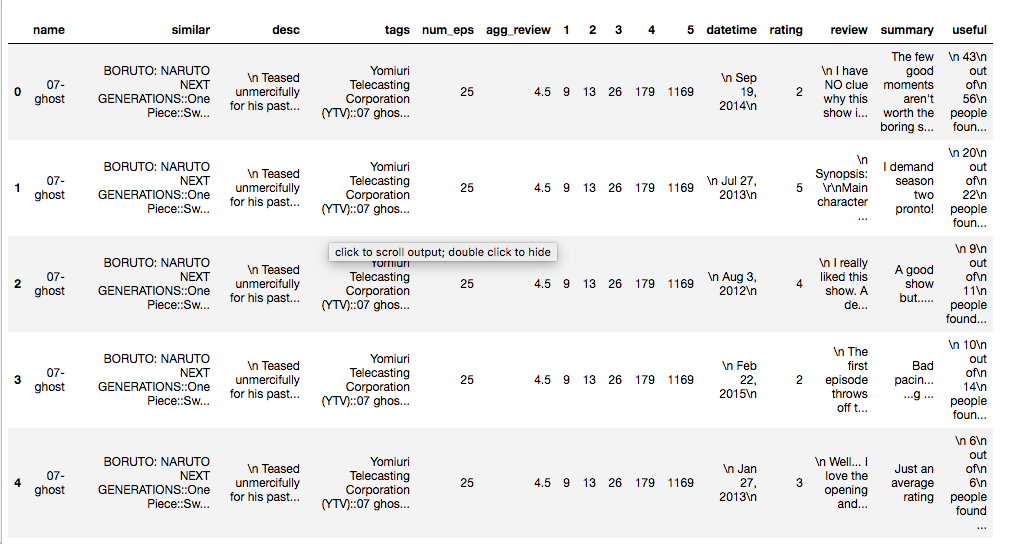 name similar desc tags num_eps agg_review 1 2 3 4 5 datetime rating review summary useful
0 07-ghost BORUTO: NARUTO NEXT GENERATIONS::One Piece::Sw... \n Teased unmercifully for his past... Yomiuri Telecasting Corporation (YTV)::07 ghos... 25 4.5 9 13 26 179 1169 \n Sep 19, 2014\n 2 \n I have NO clue why this show i... The few good moments aren't worth the boring s... \n 43\n out of\n 56\n people foun...
1 07-ghost BORUTO: NARUTO NEXT GENERATIONS::One Piece::Sw... \n Teased unmercifully for his past... Yomiuri Telecasting Corporation (YTV)::07 ghos... 25 4.5 9 13 26 179 1169 \n Jul 27, 2013\n 5 \n Synopsis: \r\nMain character ... I demand season two pronto! \n 20\n out of\n 22\n people foun...
click to scroll output; double click to hide
2 07-ghost BORUTO: NARUTO NEXT GENERATIONS::One Piece::Sw... \n Teased unmercifully for his past... Yomiuri Telecasting Corporation (YTV)::07 ghos... 25 4.5 9 13 26 179 1169 \n Aug 3, 2012\n 4 \n I really liked this show. A de... A good show but..... \n 9\n out of\n 11\n people found...
3 07-ghost BORUTO: NARUTO NEXT GENERATIONS::One Piece::Sw... \n Teased unmercifully for his past... Yomiuri Telecasting Corporation (YTV)::07 ghos... 25 4.5 9 13 26 179 1169 \n Feb 22, 2015\n 2 \n The first episode throws off t... Bad pacin... ...g ... \n 10\n out of\n 14\n people foun...
4 07-ghost BORUTO: NARUTO NEXT GENERATIONS::One Piece::Sw... \n Teased unmercifully for his past... Yomiuri Telecasting Corporation (YTV)::07 ghos... 25 4.5 9 13 26 179 1169 \n Jan 27, 2013\n 3 \n Well... I love the opening and... Just an average rating \n 6\n out of\n 6\n people found ...